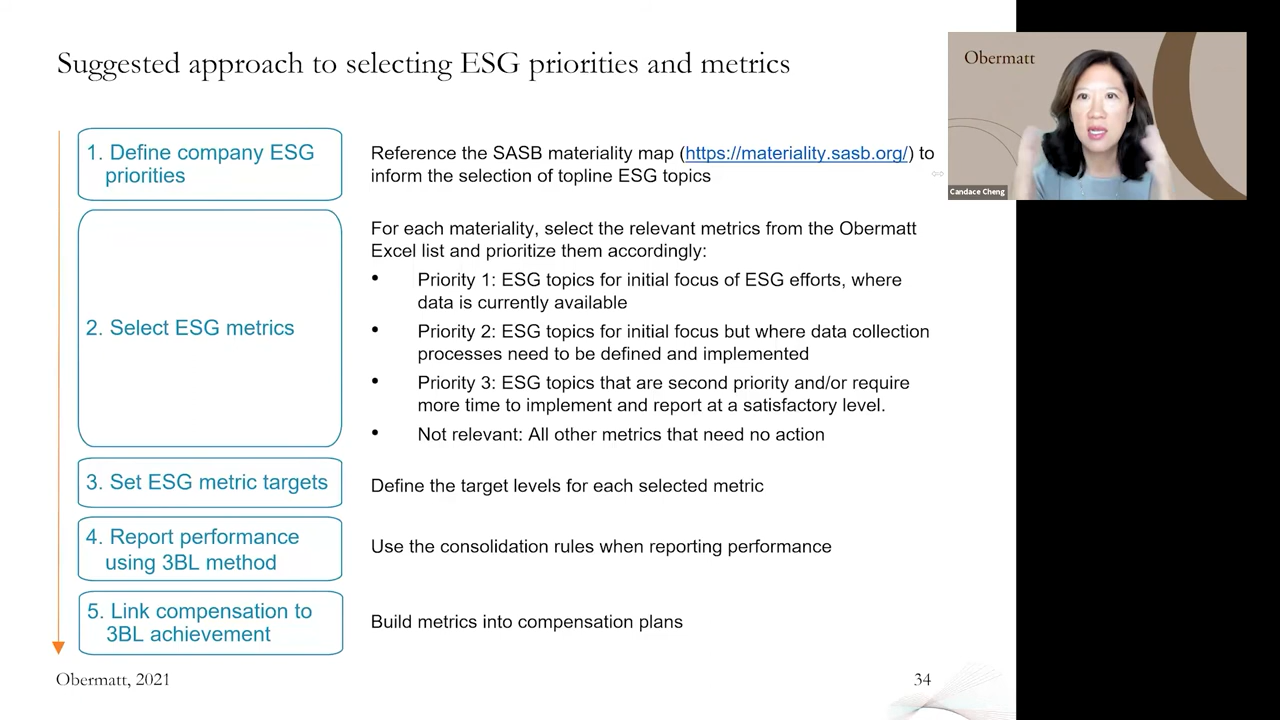 Suggested approach to selecting ESG priorities and metrics
Obermatt
Candace Cheng
1. Define company ESG
priorities
Reference the SASB materiality map (https://materiality.sasb.org/) to
inform the selection of topline ESG topics
2. Select ESG metrics
For each materiality, select the relevant metrics from the Obermatt
Excel list and prioritize them accordingly:
• Priority 1: ESG topics for initial focus of ESG efforts, where
data is currently available
• Priority 2: ESG topics for initial focus but where data collection
processes need to be defined and implemented
• Priority 3: ESG topics that are second priority and/or require
more time to implement and report at a satisfactory level.
• Not relevant: All other metrics that need no action
3. Set ESG metric targets
Define the target levels for each selected metric
4. Report performance
using 3BL method
Use the consolidation rules when reporting performance
5. Link compensation to
3BL achievement
Build metrics into compensation plans
Obermatt, 2021
34